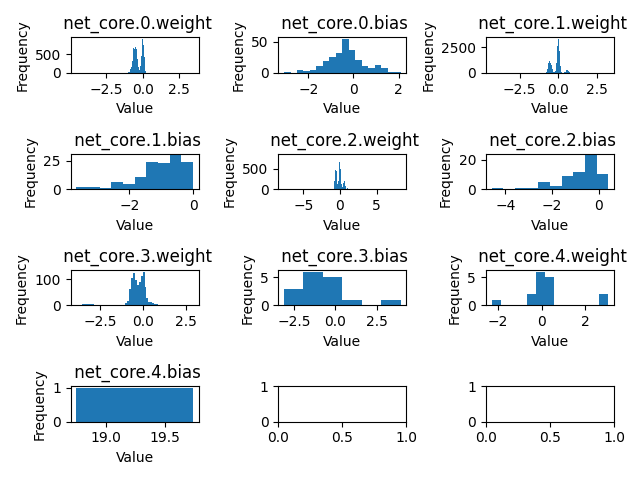 net_core.0.weight
net_core.0.bias
net_core.1.weight
Frequency
500
0
−2.5 0.0 2.5
Value
Frequency
50
0
−2 0 2
Value
Frequency
2500
0
−2.5 0.0 2.5
Value
net_core.1.bias
net_core.2.weight
net_core.2.bias
Frequency
25
0
−2 0
Value
Frequency
500
0
−5 0 5
Value
Frequency
20
0
−4 −2 0
Value
net_core.3.weight
net_core.3.bias
net_core.4.weight
Frequency
100
0
−2.5 0.0 2.5
Value
Frequency
5
0
−2.5 0.0 2.5
Value
Frequency
5
0
−2 0 2
Value
net_core.4.bias
Frequency
1
0
19.0 19.5
Value
1
0
0.0 0.5 1.0
1
0
0.0 0.5 1.0